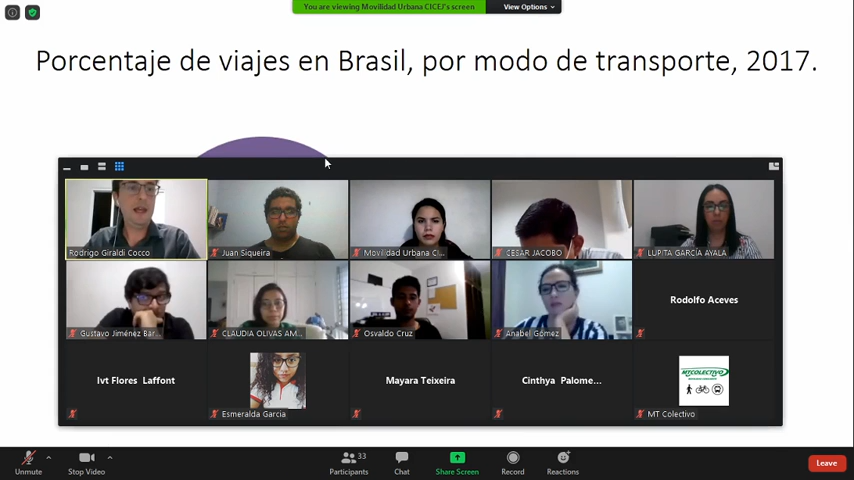 You are viewing Movilidad Urbana CICEJ's screen
View Options
Porcentaje de viajes en Brasil, por modo de transporte, 2017.
Rodrigo Giraldi Cocco
Juan Siqueira
Movilidad Urbana Ci...
CESAR JACOBO
LUPITA GARCÍA AYALA
Gustavo Jiménez Bar...
CLAUDIA OLIVAS AM...
Osvaldo Cruz
Anabel Gómez
Rodolfo Aceves
Ivt Flores Laffont
Esmeralda Garcia
Mayara Teixeira
Cinthya Palome...
MTCOLECTIVO
MT Colectivo
Unmute
Stop Video
33
Participants
Chat
Share Screen
Record
Reactions
Leave